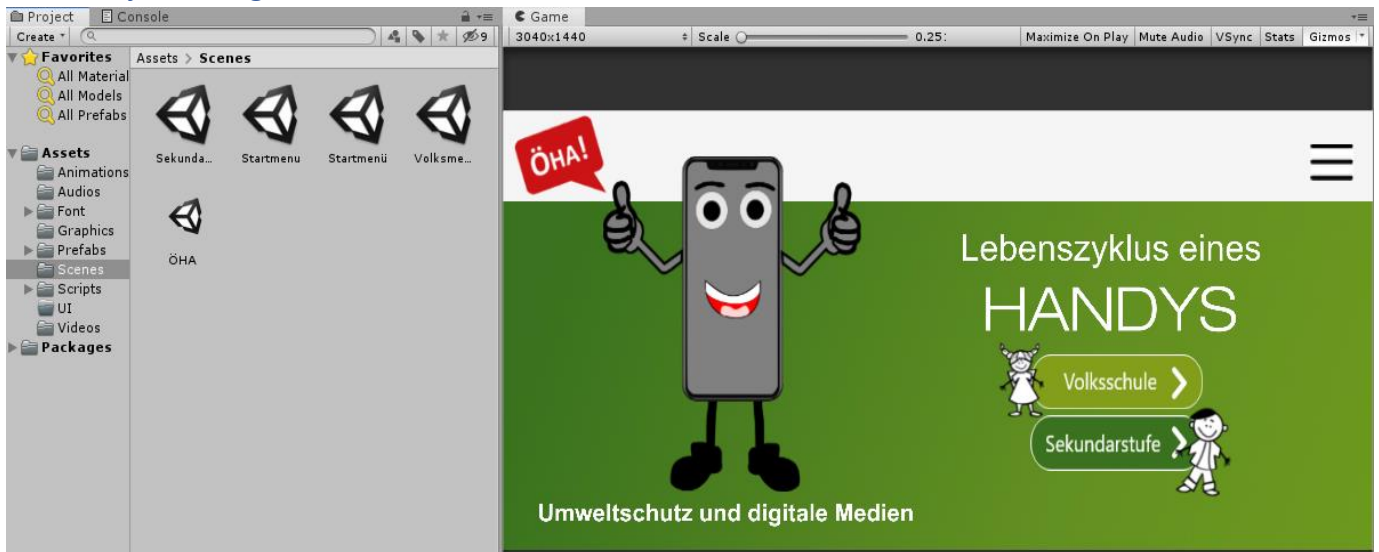 Project
Console
Create
9
Favorites
All Material
All Models
All Prefabs
Assets
Animations
Audios
Font
Graphics
Prefabs
Scenes
Scripts
UI
Videos
Packages
Assets > Scenes
Sekunda...
Startmenu
Startmenü
Volksme...
ÖHA
Game
3040x1440
Scale
0.25:
Maximize On Play
Mute Audio
VSync
Stats
Gizmos
ÖHA!
Lebenszyklus eines
HANDYS
Volksschule
Sekundarstufe
Umweltschutz und digitale Medien